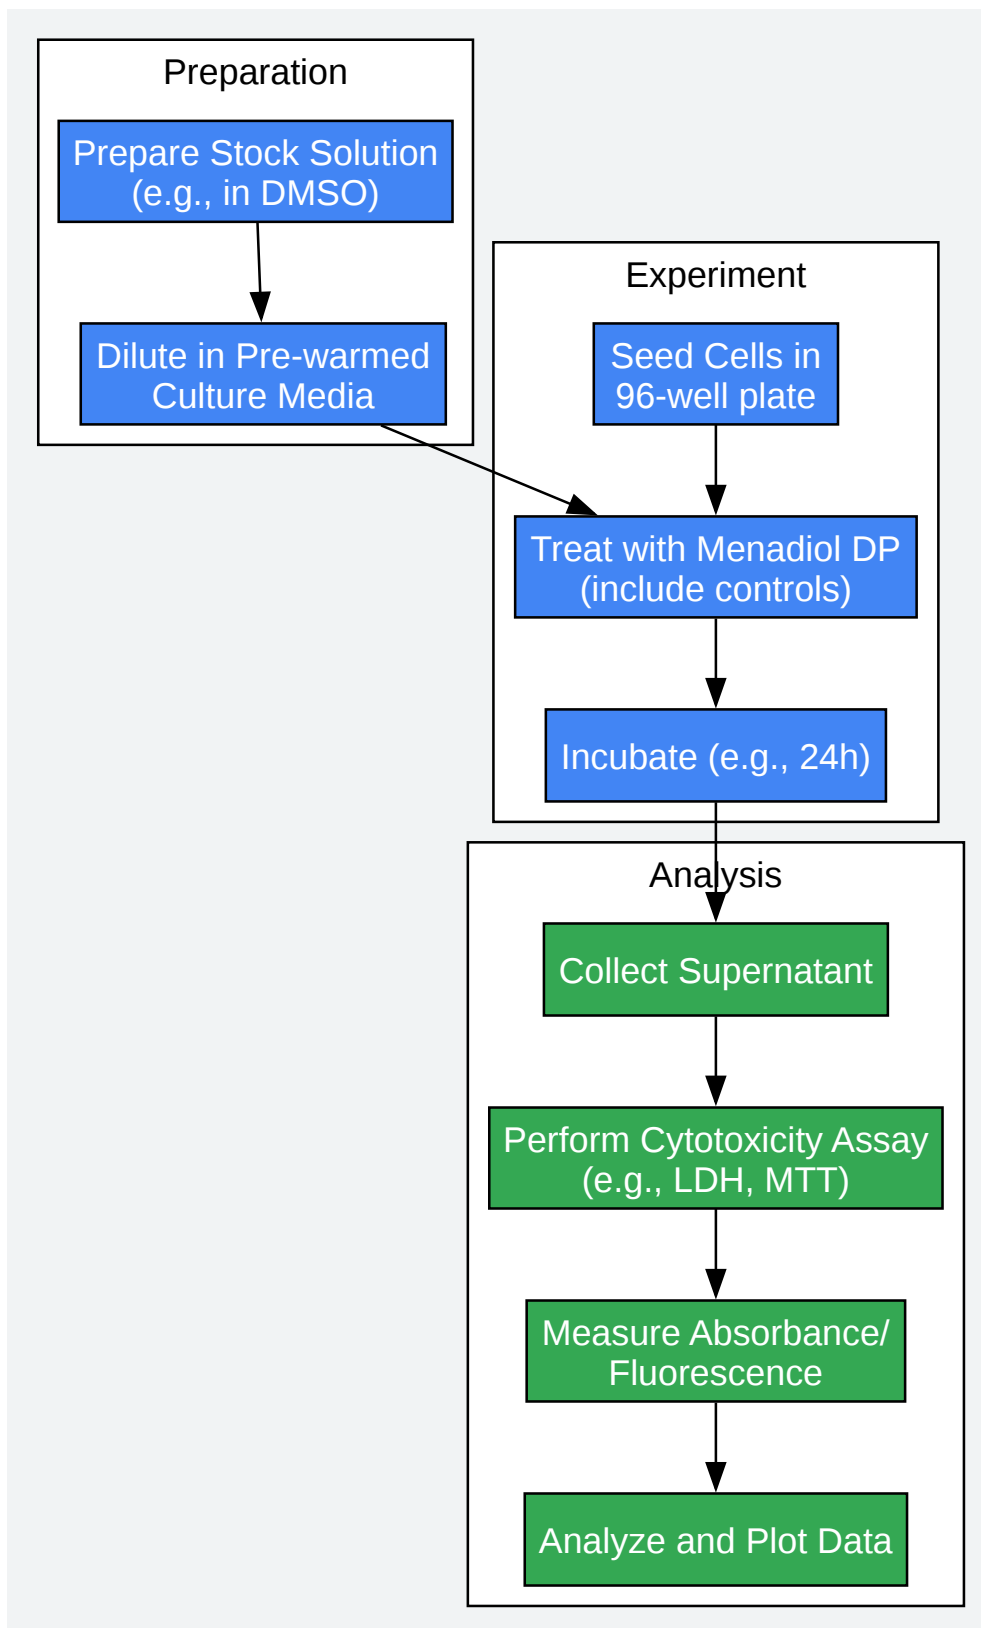 Preparation
Prepare Stock Solution
(e.g., in DMSO)
Dilute in Pre-warmed
Culture Media
Experiment
Seed Cells in
96-well plate
Treat with Menadiol DP
(include controls)
Incubate (e.g., 24h)
Analysis
Collect Supernatant
Perform Cytotoxicity Assay
(e.g., LDH, MTT)
Measure Absorbance/
Fluorescence
Analyze and Plot Data